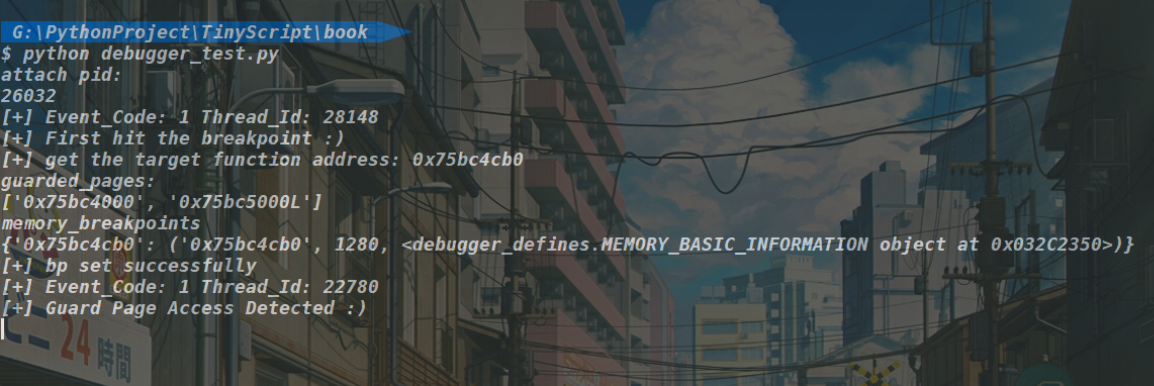 G:\PythonProject\TinyScript\book
$ python debugger_test.py
attach pid:
26032
[+] Event_Code: 1 Thread_Id: 28148
[+] First hit the breakpoint :)
[+] get the target function address: 0x75bc4cb0
guarded_pages:
['0x75bc4000', '0x75bc5000L']
memory_breakpoints
{'0x75bc4cb0': ('0x75bc4cb0', 1280, <debugger_defines.MEMORY_BASIC_INFORMATION object at 0x032C2350>)}
[+] bp set successfully
[+] Event_Code: 1 Thread_Id: 22780
[+] Guard Page Access Detected :)
24時間